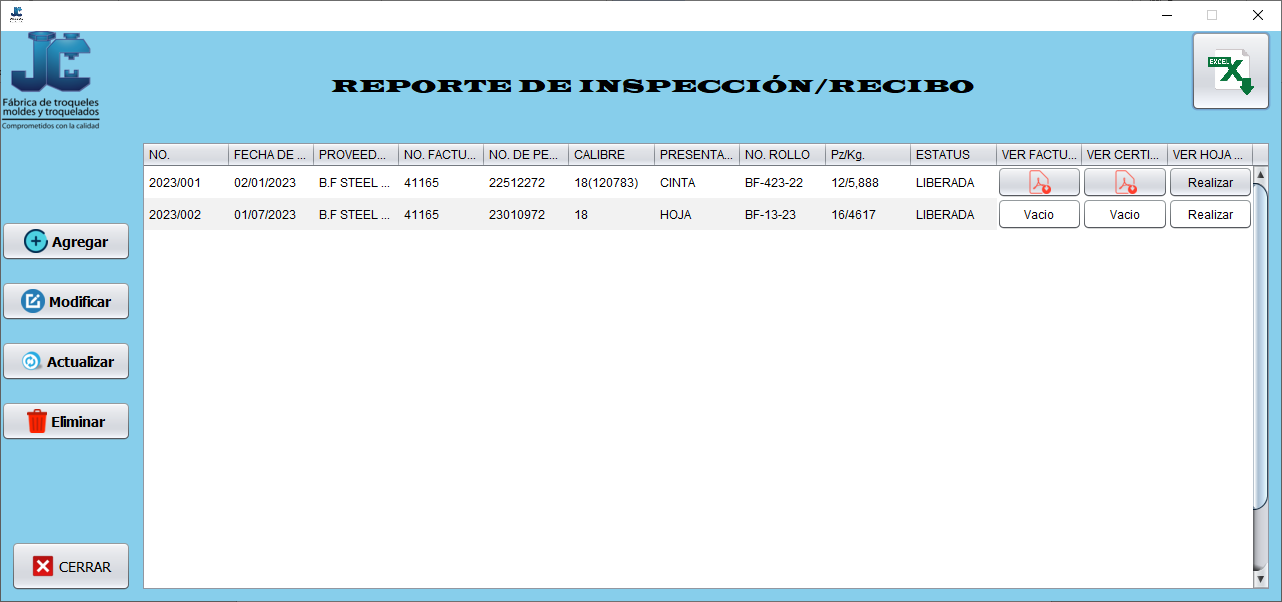 Fábrica de troqueles
moldes y troquelados
Comprometidos con la calidad
REPORTE DE INSPECCIÓN/RECIBO
EXCEL
NO. FECHA DE ... PROVEED... NO. FACTU... NO. DE PE... CALIBRE PRESENTA... NO. ROLLO Pz/Kg. ESTATUS VER FACTU... VER CERTI... VER HOJA ...
2023/001 02/01/2023 B.F STEEL ... 41165 22512272 18(120783) CINTA BF-423-22 12/5,888 LIBERADA Realizar
2023/002 01/07/2023 B.F STEEL ... 41165 23010972 18 HOJA BF-13-23 16/4617 LIBERADA Vacio Vacio Realizar
Agregar
Modificar
Actualizar
Eliminar
CERRAR